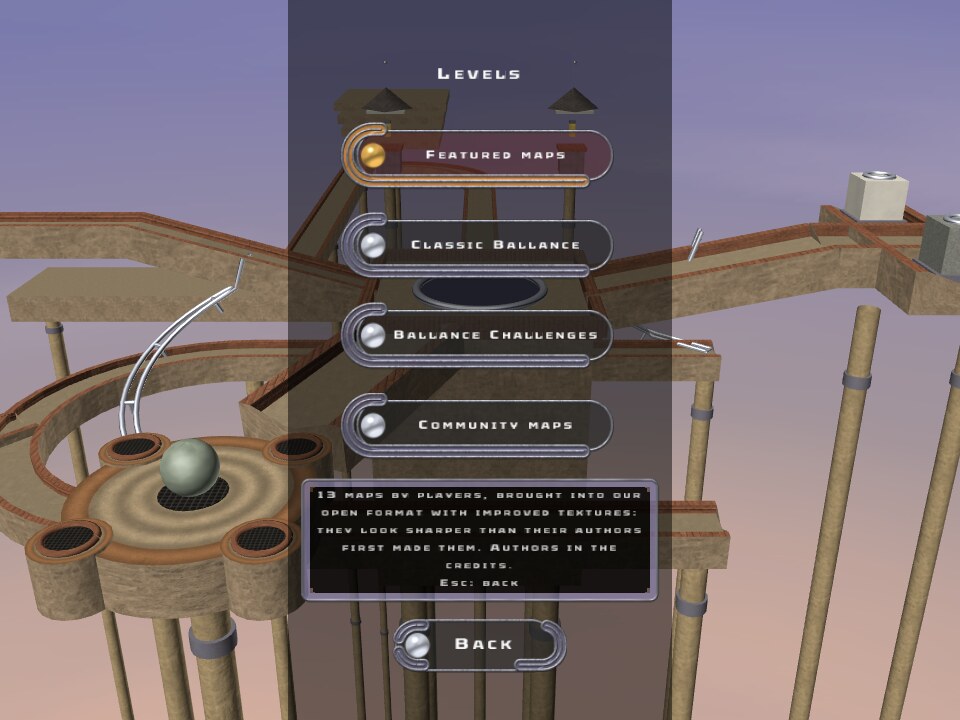 Levels
Featured maps
Classic Ballance
Ballance Challenges
Community maps
13 maps by players, brought into our
open format with improved textures:
they look sharper than their authors
first made them. Authors in the
credits.
Esc: back
Back